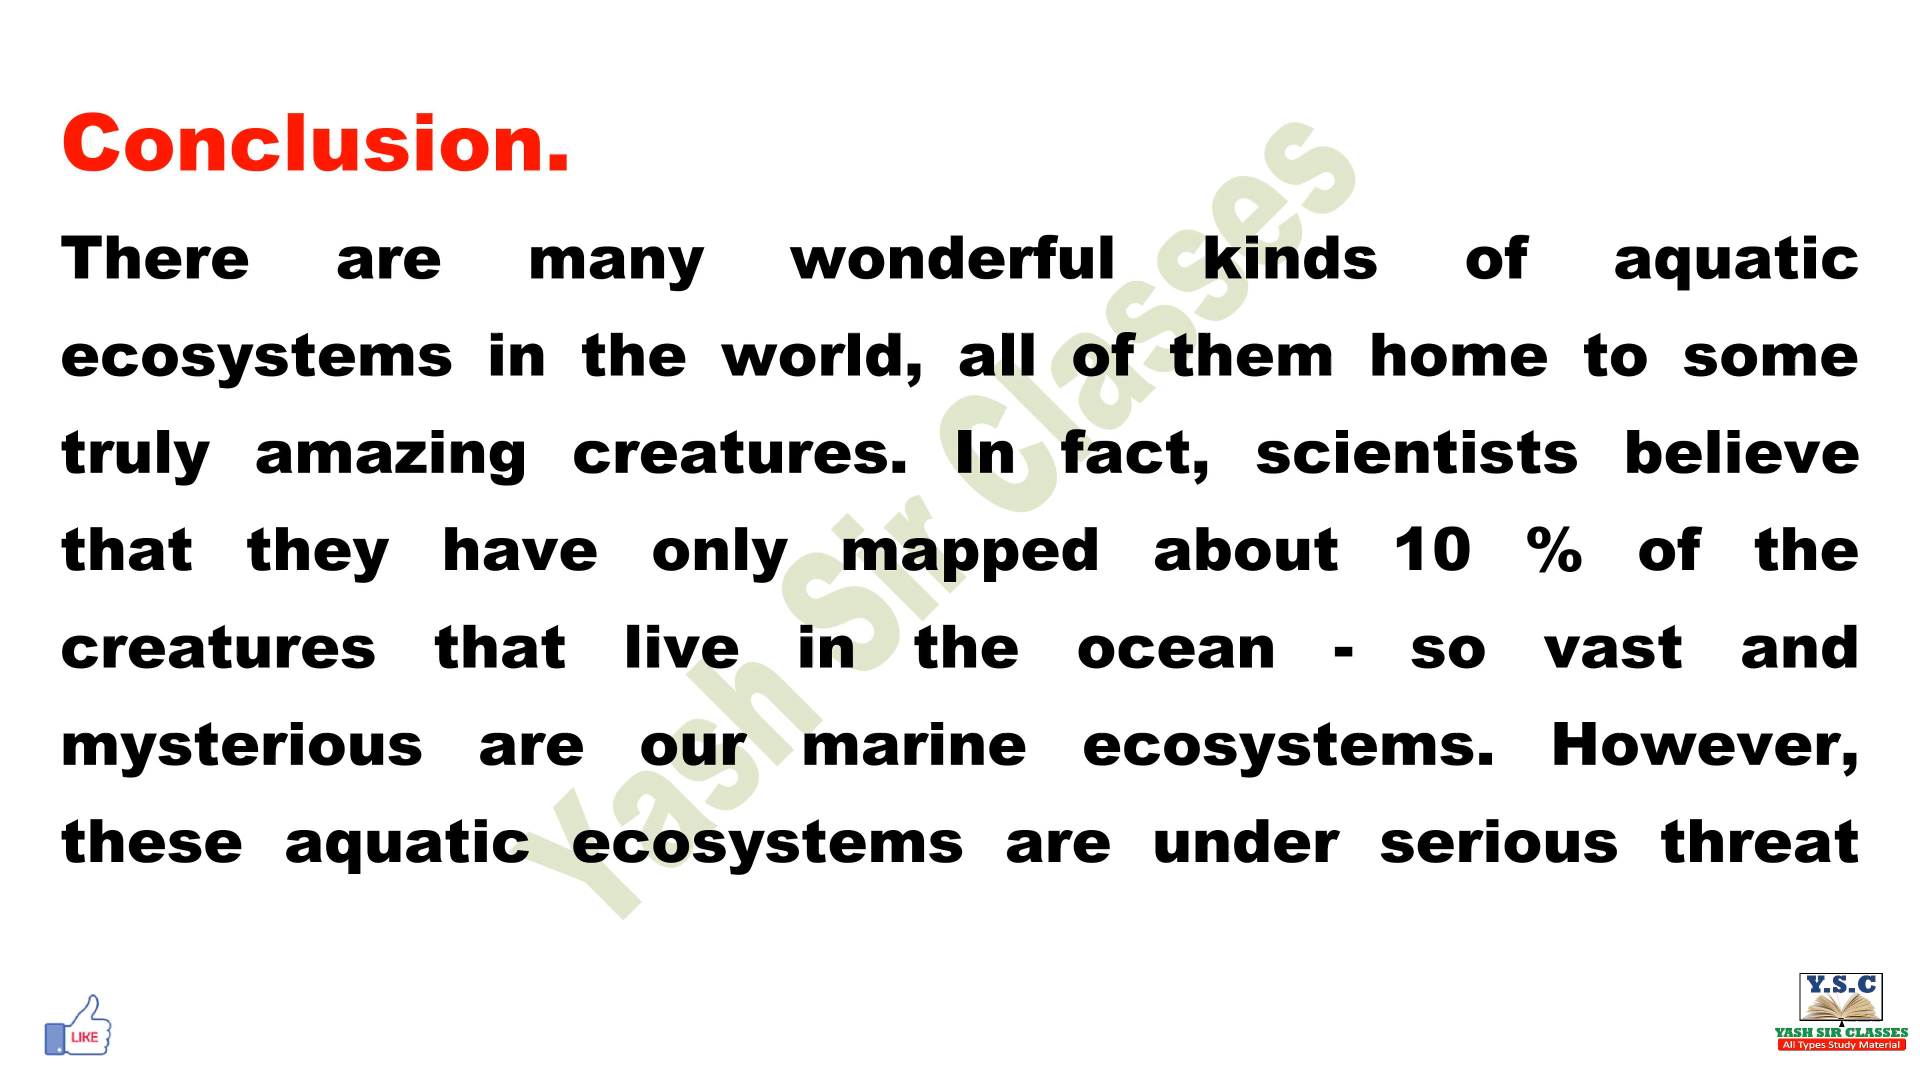 Conclusion.
There are many wonderful kinds of aquatic
ecosystems in the world, all of them home to some
truly amazing creatures. In fact, scientists believe
that they have only mapped about 10 % of the
creatures that live in the ocean - so vast and
mysterious are our marine ecosystems. However,
these aquatic ecosystems are under serious threat
Yash Sir Classes
LIKE
Y.S.C
YASH SIR CLASSES
All Types Study Material